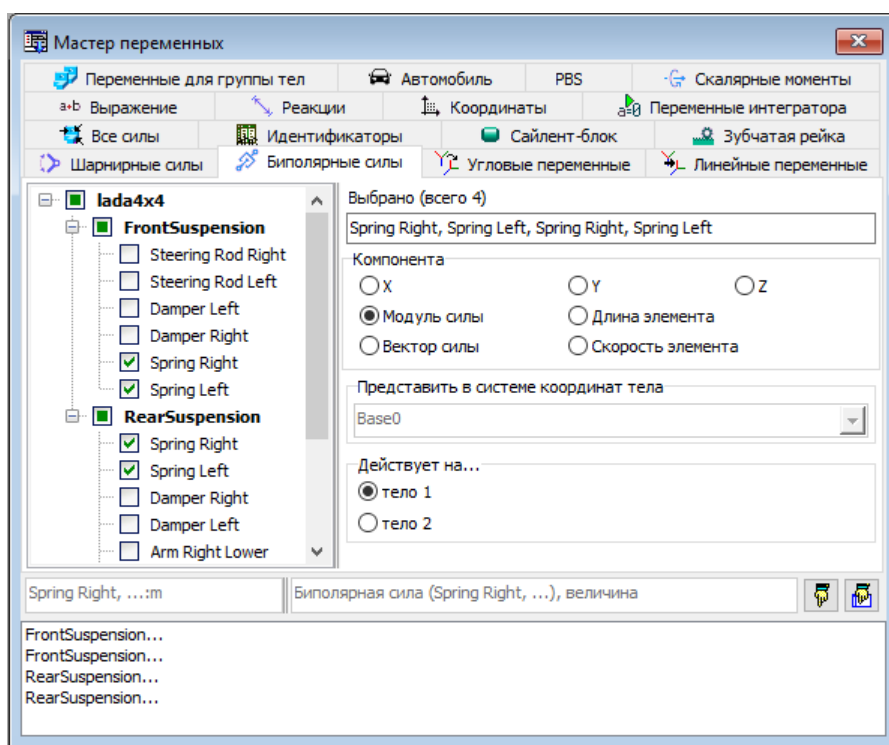 Мастер переменных
Переменные для группы тел Автомобиль PBS Скалярные моменты
a+b Выражение Реакции Координаты a=0 Переменные интегратора
Все силы Идентификаторы Сайлент-блок Зубчатая рейка
Шарнирные силы Биполярные силы Угловые переменные Линейные переменные
lada4x4
FrontSuspension
Steering Rod Right
Steering Rod Left
Damper Left
Damper Right
Spring Right
Spring Left
RearSuspension
Spring Right
Spring Left
Damper Right
Damper Left
Arm Right Lower
Выбрано (всего 4)
Spring Right, Spring Left, Spring Right, Spring Left
Компонента
X Y Z
Модуль силы Длина элемента
Вектор силы Скорость элемента
Представить в системе координат тела
Base0
Действует на...
тело 1
тело 2
Spring Right, ...:m Биполярная сила (Spring Right, ...), величина
FrontSuspension...
FrontSuspension...
RearSuspension...
RearSuspension...